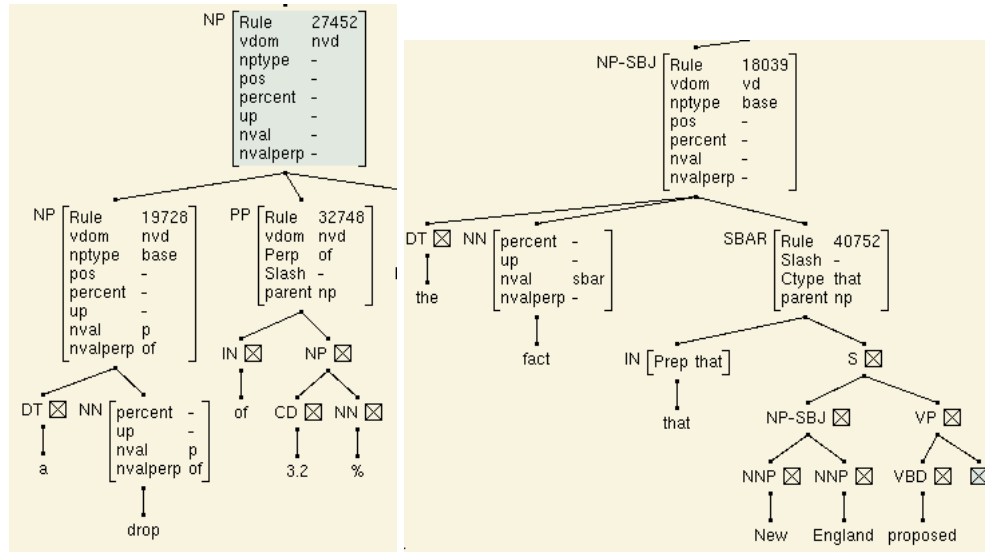 NP Rule 27452
vdom nvd
nptype -
pos -
percent -
up -
nval -
nvalperp -
NP Rule 19728
vdom nvd
nptype base
pos -
percent -
up -
nval p
nvalperp of
PP Rule 32748
vdom nvd
Perp of
Slash -
parent np
IN NP
DT NN percent -
up -
nval p
nvalperp of
of CD NN
a 3.2 %
drop
NP-SBJ Rule 18039
vdom vd
nptype base
pos -
percent -
nval -
nvalperp -
DT NN percent -
up -
nval sbar
nvalperp -
SBAR Rule 40752
Slash -
Ctype that
parent np
the
fact IN Prep that S
that NP-SBJ VP
NNP NNP VBD
New England proposed